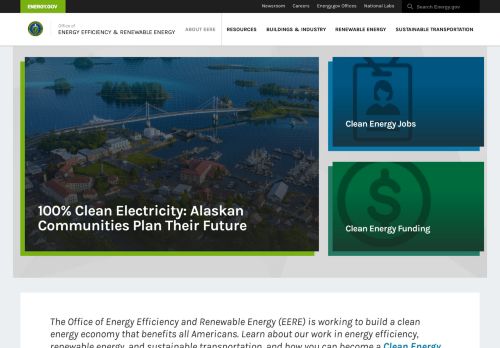 ENERGY.GOV
Newsroom Careers Energy.gov Offices National Labs Search Energy.gov
Office of
ENERGY EFFICIENCY & RENEWABLE ENERGY
ABOUT EERE RESOURCES BUILDINGS & INDUSTRY RENEWABLE ENERGY SUSTAINABLE TRANSPORTATION
Clean Energy Jobs
100% Clean Electricity: Alaskan
Communities Plan Their Future
Clean Energy Funding
The Office of Energy Efficiency and Renewable Energy (EERE) is working to build a clean
energy economy that benefits all Americans. Learn about our work in energy efficiency,
renewable energy, and sustainable transportation, and how you can become a Clean Energy